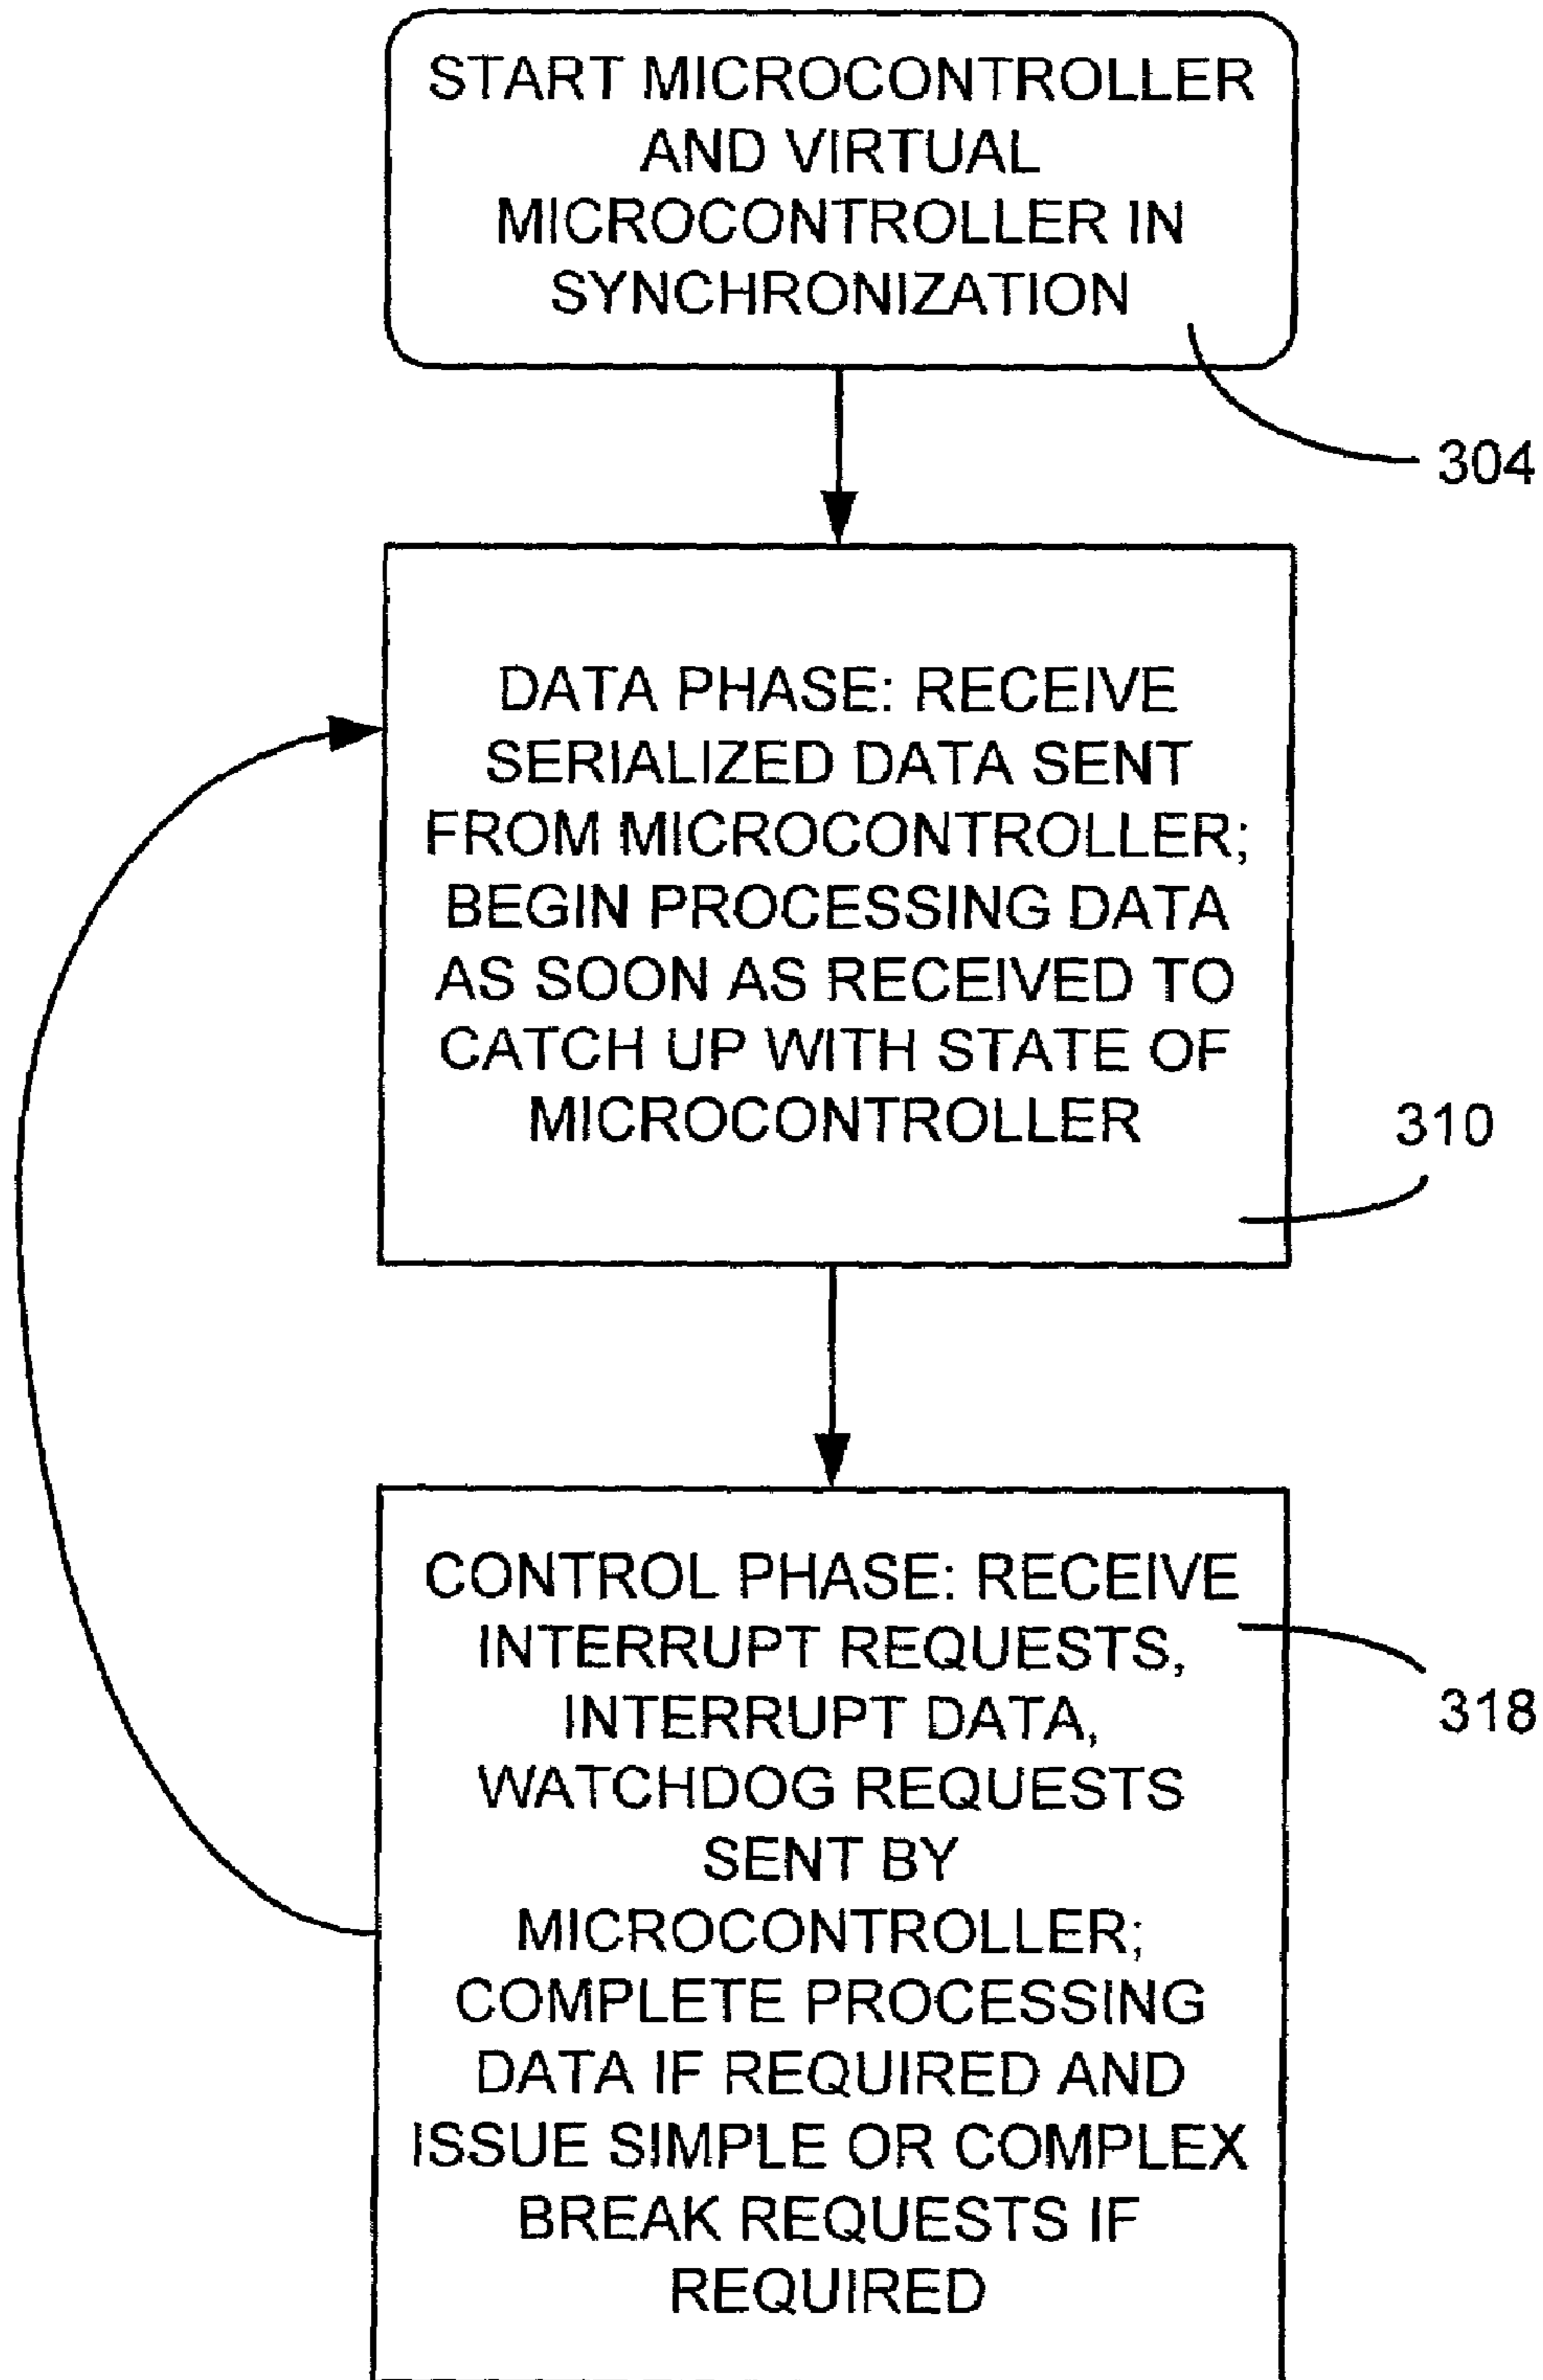 START MICROCONTROLLER
AND VIRTUAL
MICROCONTROLLER IN
SYNCHRONIZATION
304
DATA PHASE: RECEIVE
SERIALIZED DATA SENT
FROM MICROCONTROLLER;
BEGIN PROCESSING DATA
AS SOON AS RECEIVED TO
CATCH UP WITH STATE OF
MICROCONTROLLER
310
CONTROL PHASE: RECEIVE
INTERRUPT REQUESTS,
INTERRUPT DATA,
WATCHDOG REQUESTS
SENT BY
MICROCONTROLLER;
COMPLETE PROCESSING
DATA IF REQUIRED AND
ISSUE SIMPLE OR COMPLEX
BREAK REQUESTS IF
REQUIRED
318